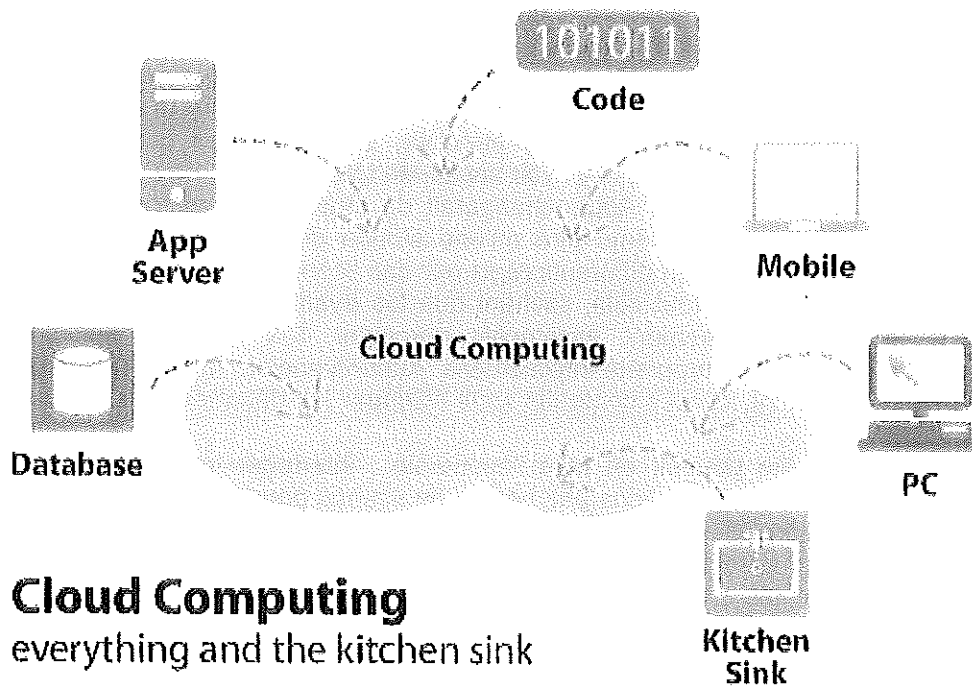 101011
Code
App
Server
Mobile
Cloud Computing
Database
PC
Cloud Computing
everything and the kitchen sink
Kitchen
Sink